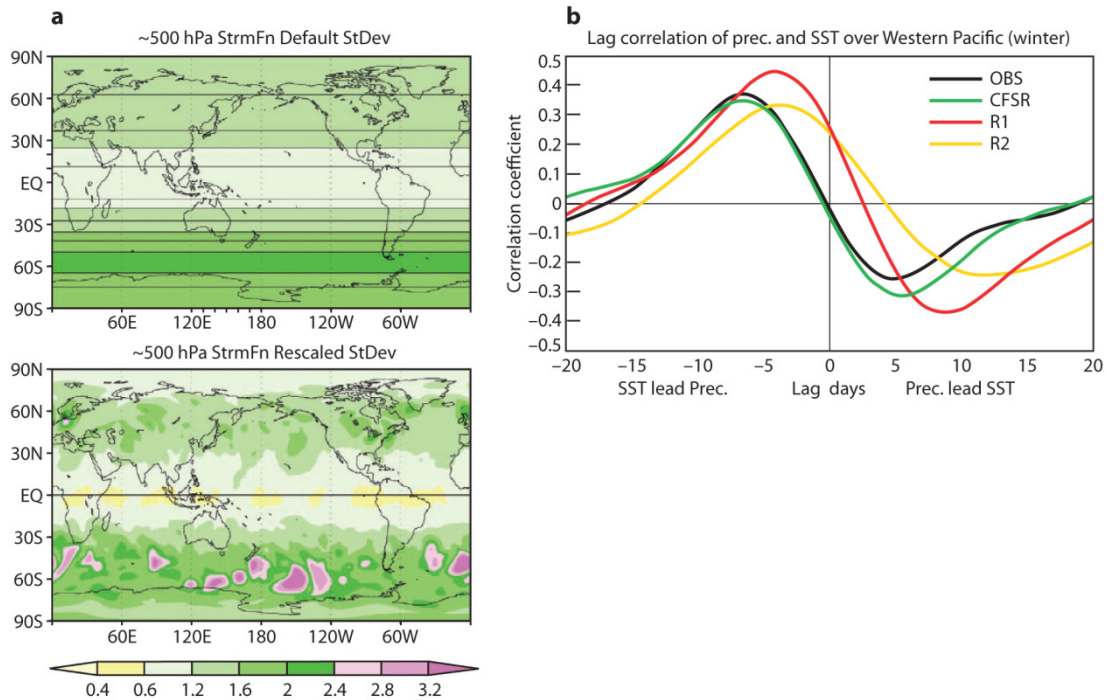 a
~500 hPa StrmFn Default StDev
90N
60N
30N
EQ
30S
60S
90S
60E 120E 180 120W 60W
~500 hPa StrmFn Rescaled StDev
90N
60N
30N
EQ
30S
60S
90S
60E 120E 180 120W 60W
0.4 0.6 1.2 1.6 2 2.4 2.8 3.2
b
Lag correlation of prec. and SST over Western Pacific (winter)
Correlation coefficient
0.5
0.4
0.3
0.2
0.1
0
−0.1
−0.2
−0.3
−0.4
−0.5
OBS
CFSR
R1
R2
−20 −15 −10 −5 0 5 10 15 20
SST lead Prec. Lag days Prec. lead SST